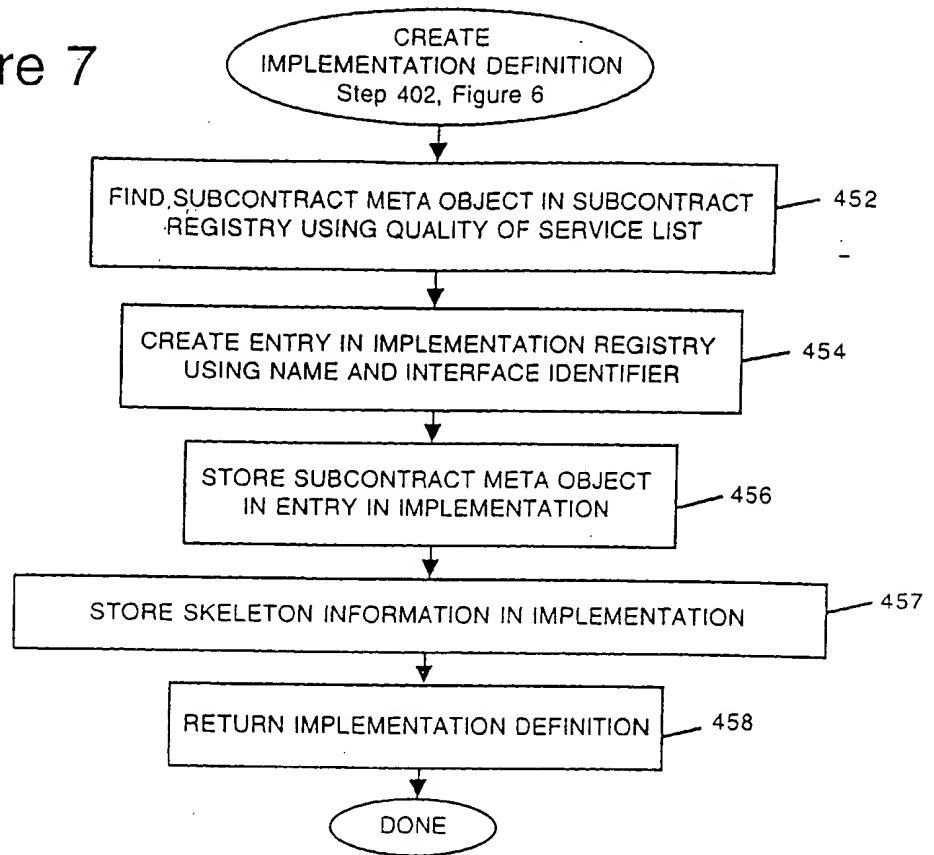 re 7
CREATE
IMPLEMENTATION DEFINITION
Step 402, Figure 6
FIND SUBCONTRACT META OBJECT IN SUBCONTRACT
REGISTRY USING QUALITY OF SERVICE LIST
452
CREATE ENTRY IN IMPLEMENTATION REGISTRY
USING NAME AND INTERFACE IDENTIFIER
454
STORE SUBCONTRACT META OBJECT
IN ENTRY IN IMPLEMENTATION
456
STORE SKELETON INFORMATION IN IMPLEMENTATION
457
RETURN IMPLEMENTATION DEFINITION
458
DONE